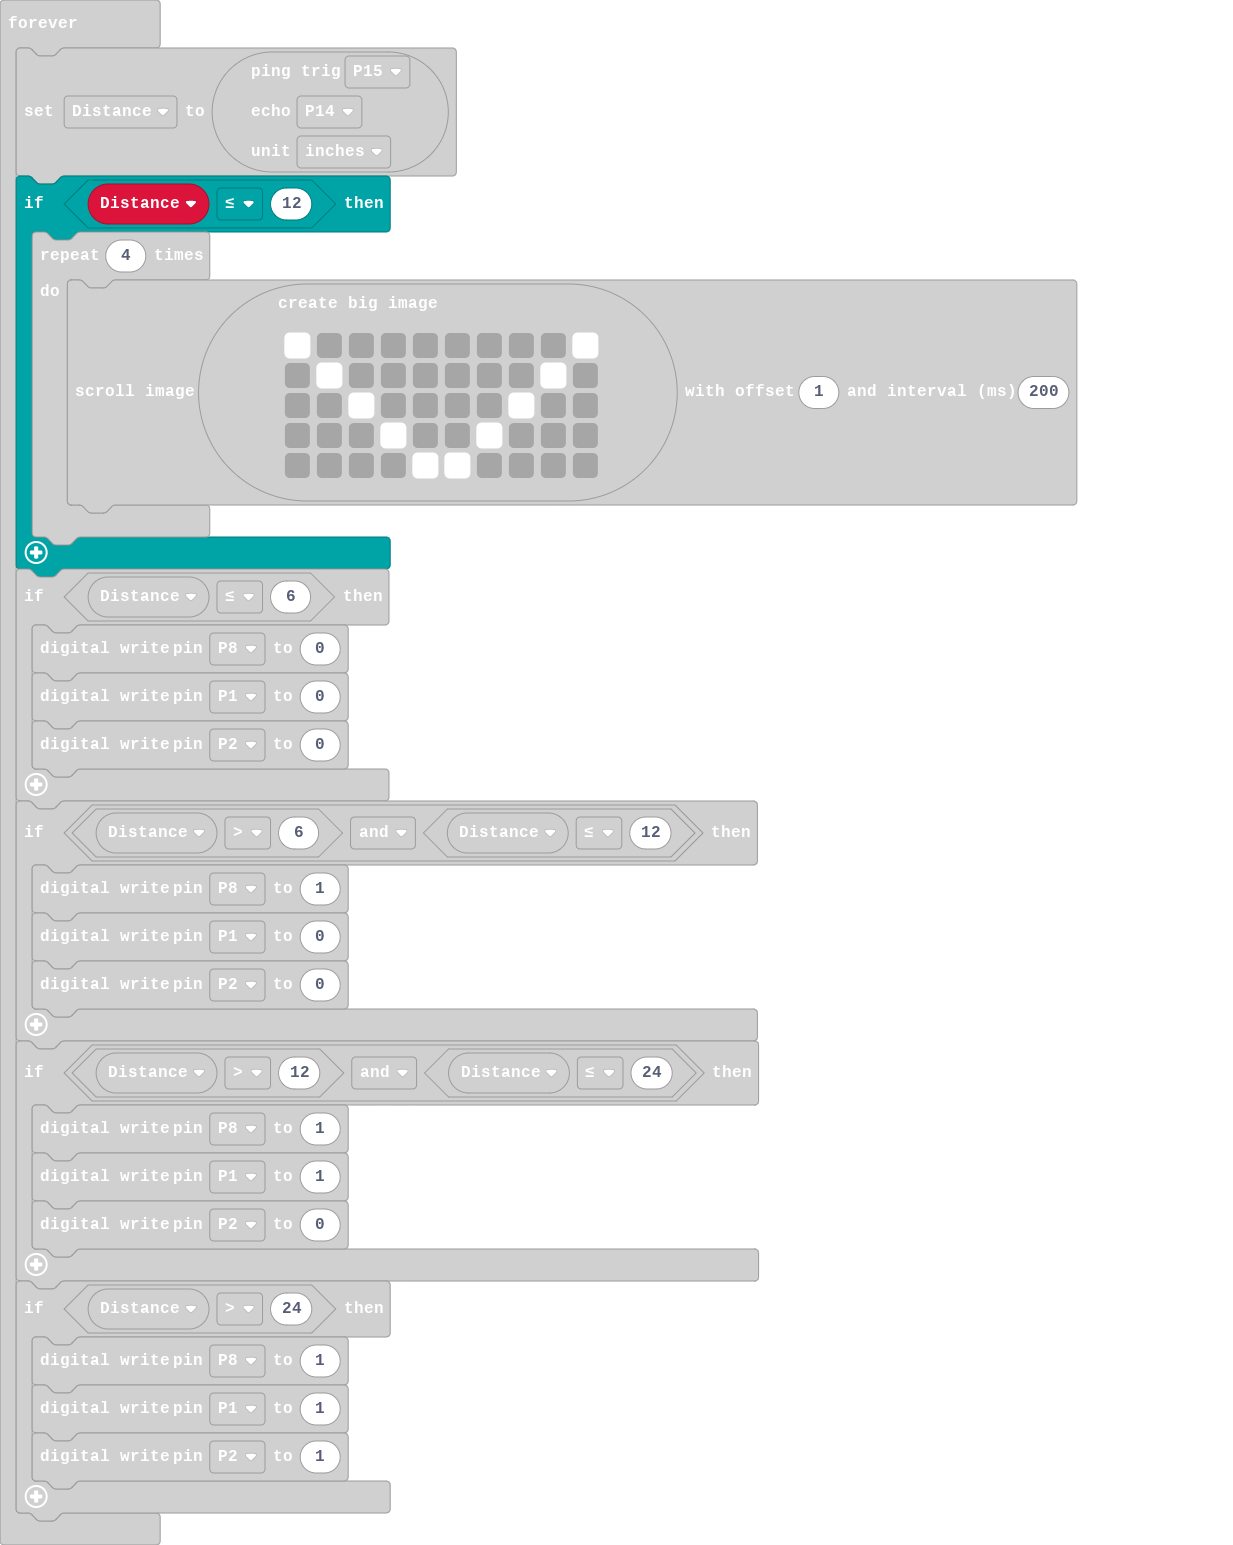 forever
set Distance to ping trig P15
echo P14
unit inches
if Distance ≤ 12 then
repeat 4 times
do
create big image
scroll image with offset 1 and interval (ms) 200
if Distance ≤ 6 then
digital write pin P8 to 0
digital write pin P1 to 0
digital write pin P2 to 0
if Distance > 6 and Distance ≤ 12 then
digital write pin P8 to 1
digital write pin P1 to 0
digital write pin P2 to 0
if Distance > 12 and Distance ≤ 24 then
digital write pin P8 to 1
digital write pin P1 to 1
digital write pin P2 to 0
if Distance > 24 then
digital write pin P8 to 1
digital write pin P1 to 1
digital write pin P2 to 1